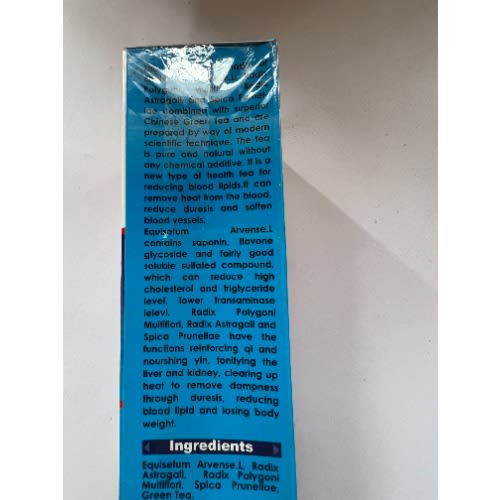 Astragali, and Spica
lae combined with superior
Chinese Green Tea and are
prepared by way of modern
scientific technique. The tea
is pure and natural without
any chemical additive. It is a
new type of health tea for
reducing blood lipids.It can
remove heat from the blood,
reduce duresis and soften
blood vessels.
Equisetum Arvense.L
contains saponin, flavone
glycoside and fairly good
soluble sulfated compound,
which can reduce high
cholesterol and triglyceride
level, lower transaminase
lelevl. Radix Polygoni
Multiflori, Radix Astragali and
Spica Prunellae have the
functions reinforcing qi and
nourshing yin, tonifying the
liver and kidney, clearing up
heat to remove dampness
through duresis, reducing
blood lipid and losing body
weight.
Ingredients
Equisetum Arvense.L, Radix
Astragali, Radix Polygoni
Multiflori, Spica Prunellae,
Green Tea.